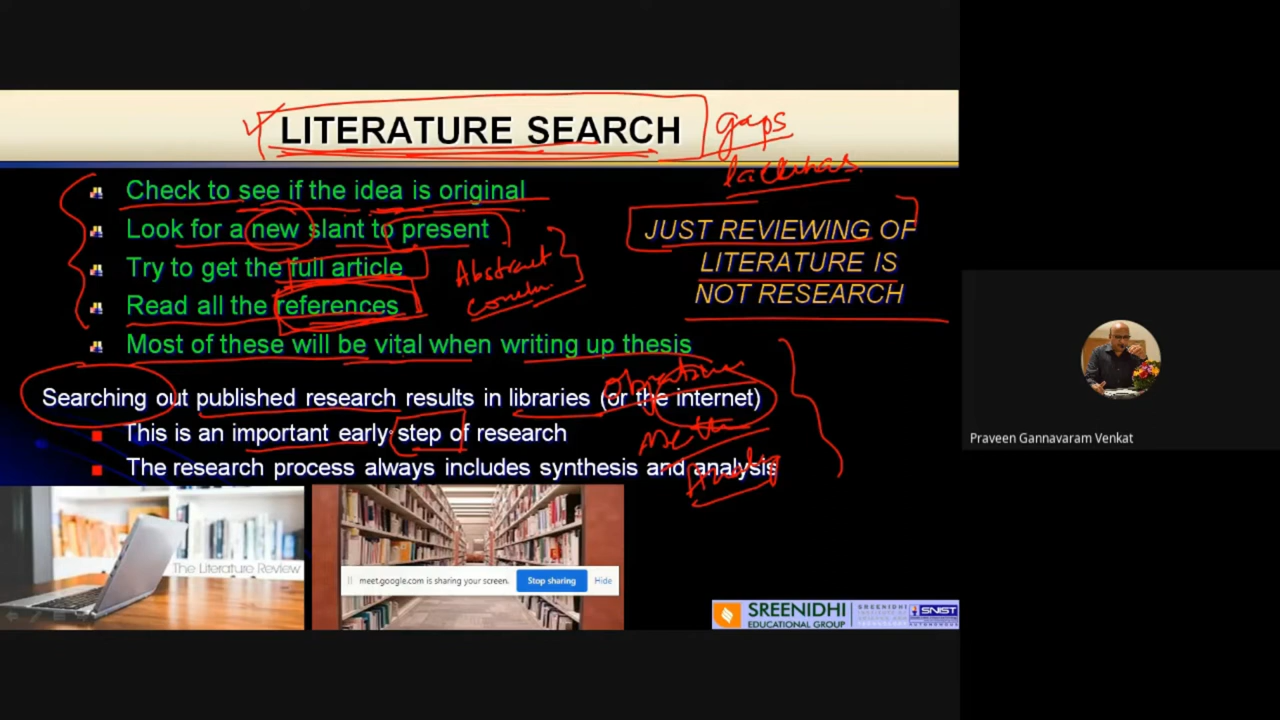 LITERATURE SEARCH
gaps
Check to see if the idea is original
Look for a new slant to present
Try to get the full article
Read all the references
Most of these will be vital when writing up thesis
Abstract
JUST REVIEWING OF
LITERATURE IS
NOT RESEARCH
Searching out published research results in libraries (or the internet)
This is an important early step of research
The research process always includes synthesis and analysis
The Literature Review
meet.google.com is sharing your screen.
Stop sharing
Hide
SREENIDHI
EDUCATIONAL GROUP
SNIST
Praveen Gannavaram Venkat